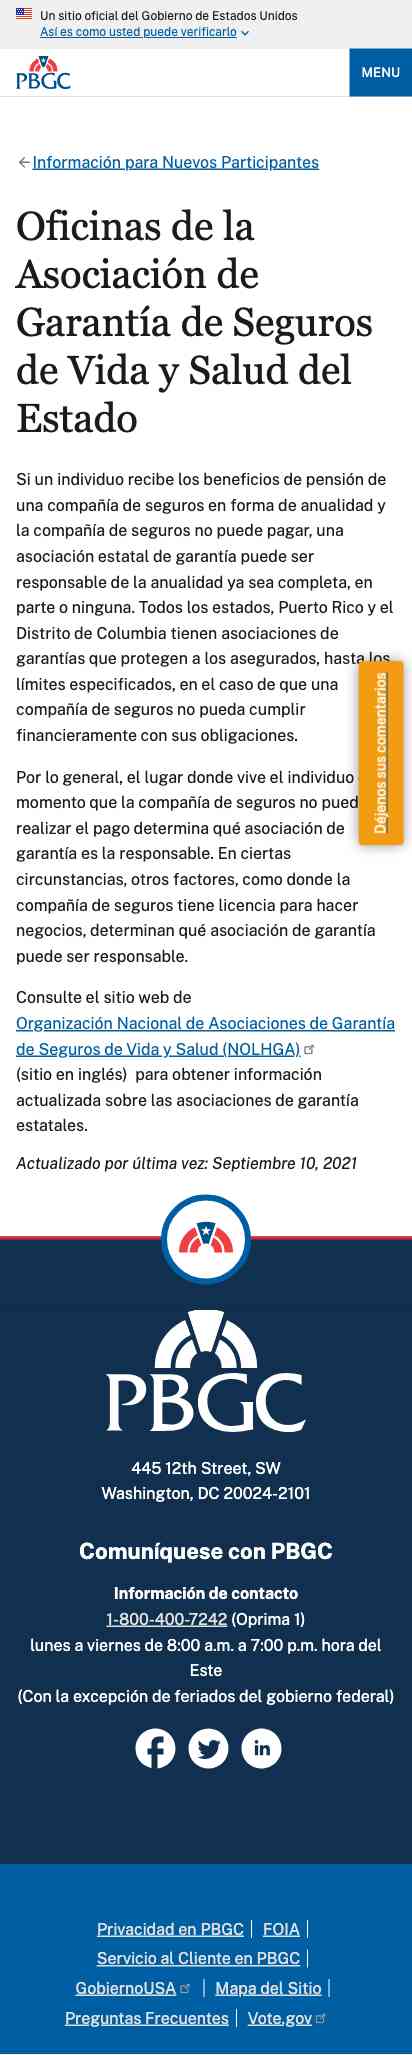 Un sitio oficial del Gobierno de Estados Unidos
Así es como usted puede verificarlo
PBGC
MENU
Información para Nuevos Participantes
Oficinas de la
Asociación de
Garantía de Seguros
de Vida y Salud del
Estado
Si un individuo recibe los beneficios de pensión de
una compañía de seguros en forma de anualidad y
la compañía de seguros no puede pagar, una
asociación estatal de garantía puede ser
responsable de la anualidad ya sea completa, en
parte o ninguna. Todos los estados, Puerto Rico y el
Distrito de Columbia tienen asociaciones de
garantías que protegen a los asegurados, hasta los
límites especificados, en el caso de que una
compañía de seguros no pueda cumplir
financieramente con sus obligaciones.
Déjenos sus comentarios
Por lo general, el lugar donde vive el individuo
momento que la compañía de seguros no
realizar el pago determina qué asociación de
garantía es la responsable. En ciertas
circunstancias, otros factores, como donde la
compañía de seguros tiene licencia para hacer
negocios, determinan qué asociación de garantía
puede ser responsable.
Consulte el sitio web de
Organización Nacional de Asociaciones de Garantía
de Seguros de Vida y Salud (NOLHGA)
(sitio en inglés) para obtener información
actualizada sobre las asociaciones de garantía
estatales.
Actualizado por última vez: Septiembre 10, 2021
PBGC
445 12th Street, SW
Washington, DC 20024-2101
Comuníquese con PBGC
Información de contacto
1-800-400-7242 (Oprima 1)
lunes a viernes de 8:00 a.m. a 7:00 p.m. hora del
Este
(Con la excepción de feriados del gobierno federal)
in
Privacidad en PBGC | FOIA |
Servicio al Cliente en PBGC |
GobiernoUSA | Mapa del Sitio |
Preguntas Frecuentes | Vote.gov